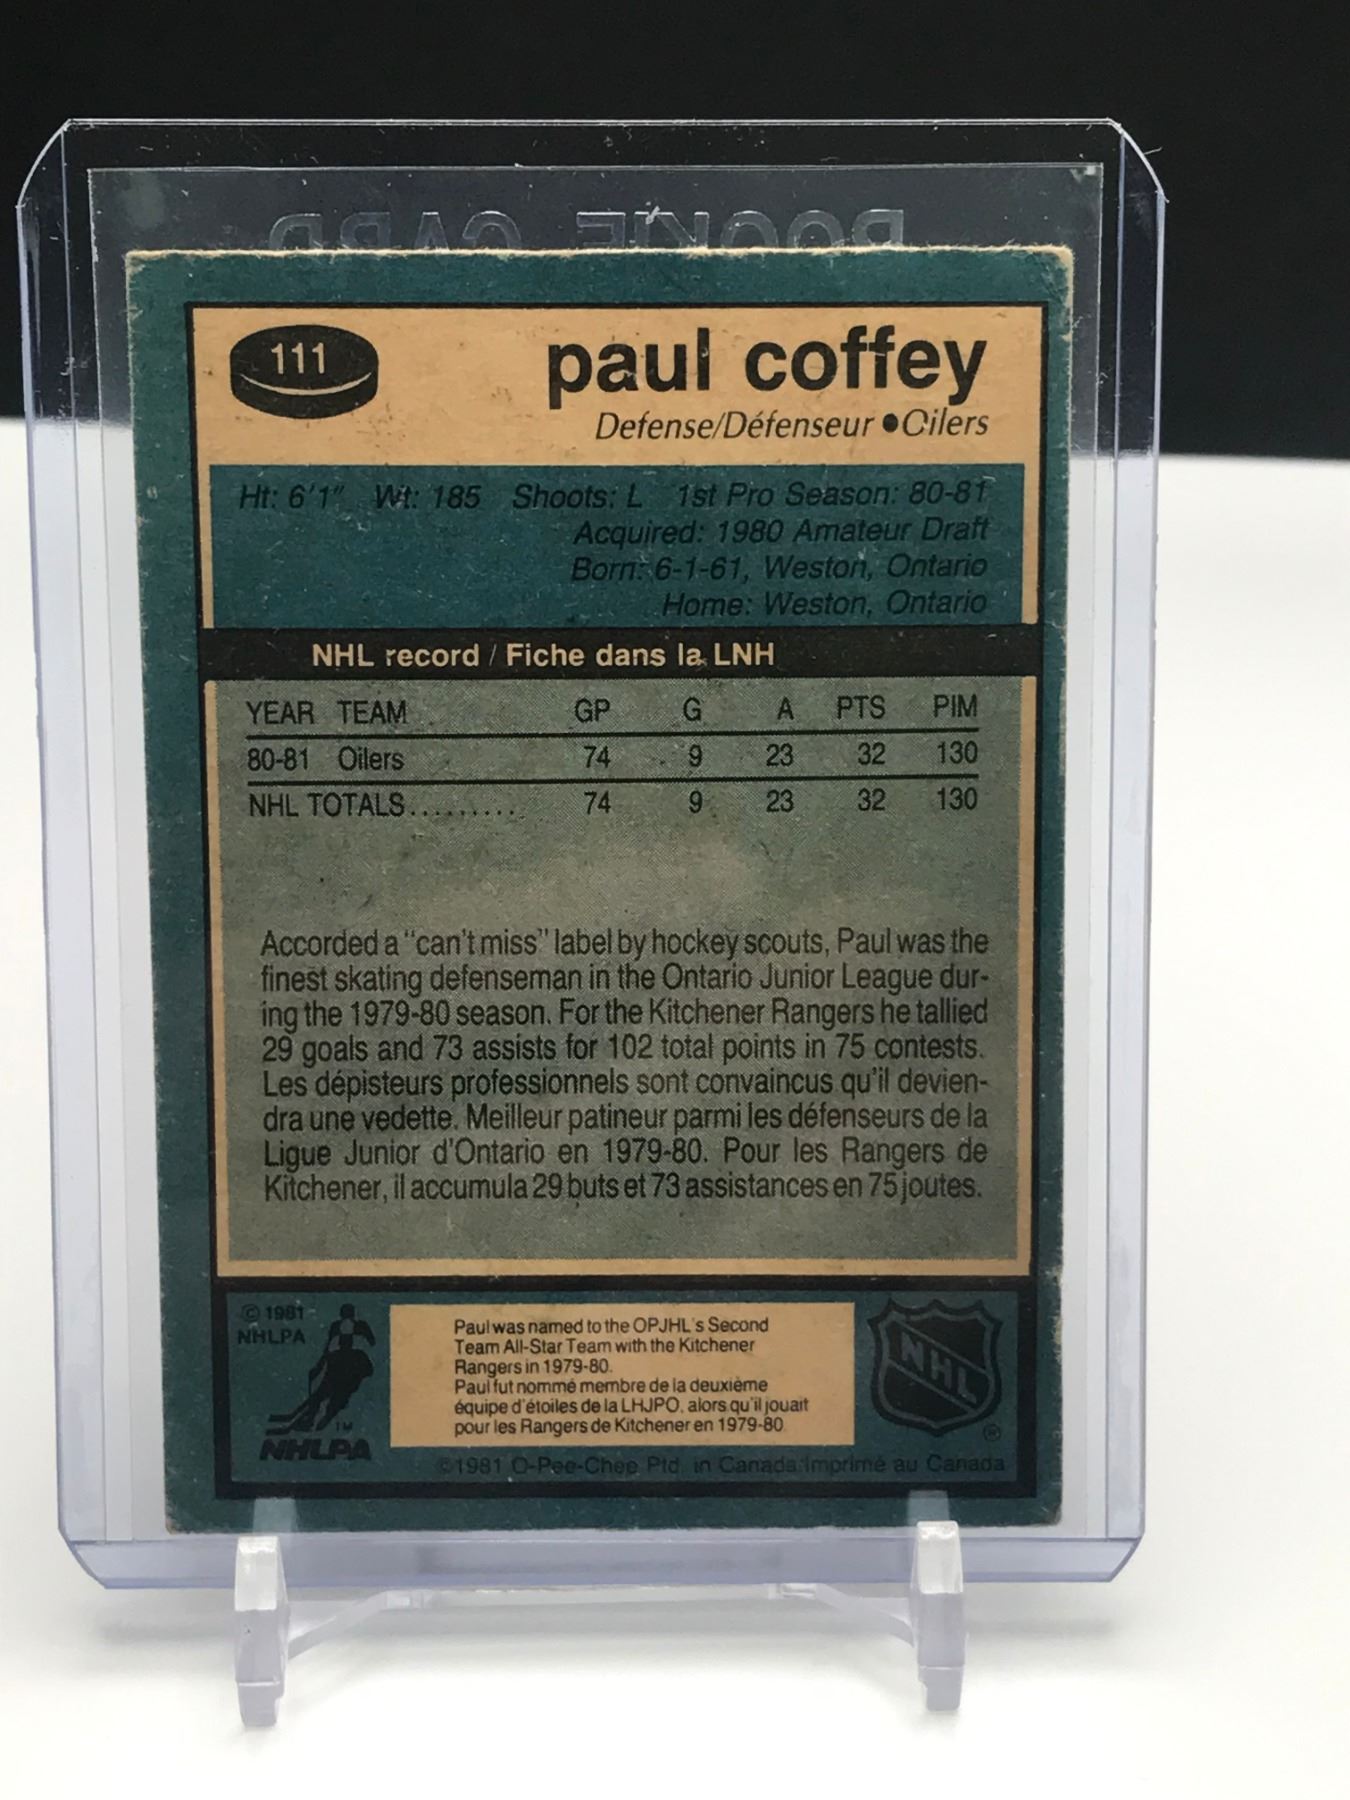 ROOKIE CARD
111
paul coffey
Defense/Défenseur ●Oilers
Ht: 6'1" Wt: 185 Shoots: L 1st Pro Season: 80-81
Acquired: 1980 Amateur Draft
Born: 6-1-61, Weston, Ontario
Home: Weston, Ontario
NHL record / Fiche dans la LNH
YEAR TEAM GP G A PTS PIM
80-81 Oilers 74 9 23 32 130
NHL TOTALS......... 74 9 23 32 130
Accorded a "can't miss" label by hockey scouts, Paul was the
finest skating defenseman in the Ontario Junior League dur-
ing the 1979-80 season. For the Kitchener Rangers he tallied
29 goals and 73 assists for 102 total points in 75 contests.
Les dépisteurs professionnels sont convaincus qu'il devien-
dra une vedette. Meilleur patineur parmi les défenseurs de la
Ligue Junior d'Ontario en 1979-80. Pour les Rangers de
Kitchener, il accumula 29 buts et 73 assistances en 75 joutes.
© 1981
NHLPA
TM
NHLPA
Paul was named to the OPJHL's Second
Team All-Star Team with the Kitchener
Rangers in 1979-80.
Paul fut nommé membre de la deuxième
équipe d'étoiles de la LHJPO, alors qu'il jouait
pour les Rangers de Kitchener en 1979-80
NHL
®
©1981 O-Pee-Chee Ptd. in Canada/Imprimé au Canada